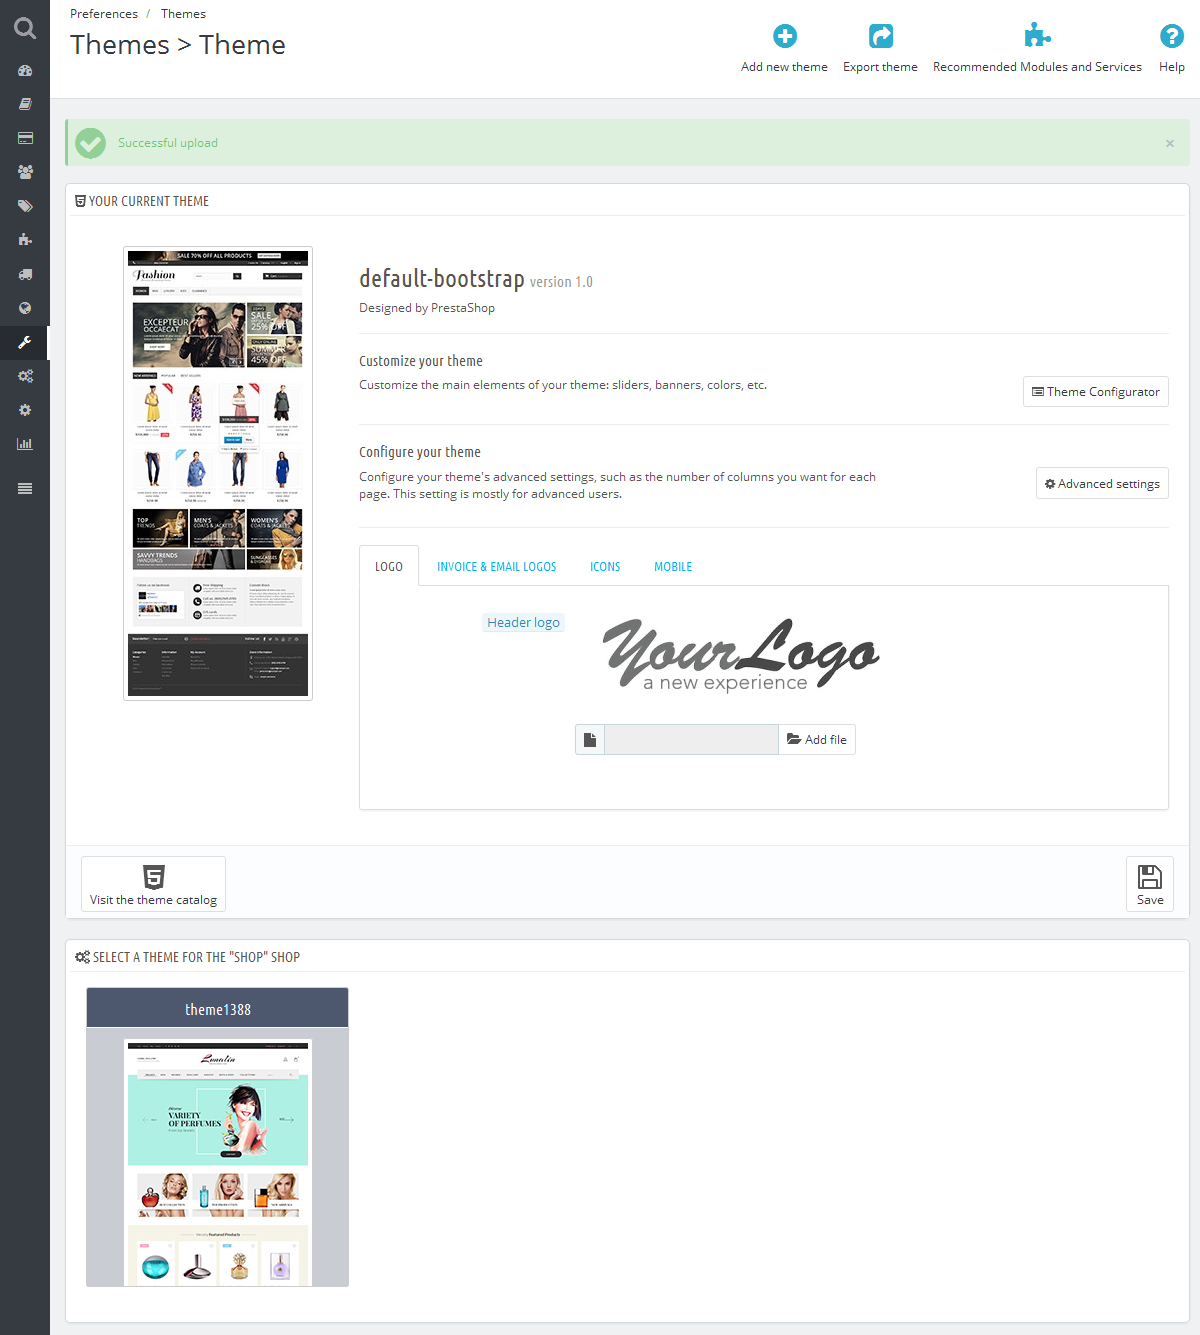 Preferences / Themes
Themes > Theme
Add new theme
Export theme
Recommended Modules and Services
Help
Successful upload
×
YOUR CURRENT THEME
SALE 70% OFF ALL PRODUCTS
Fashion
EXCEPTEUR
OCCAECAT
SALE
25% OFF
ONLY ONLINE
SUMMER
45% OFF
TOP
TRENDS
MEN'S
COATS & JACKETS
WOMEN'S
COATS & JACKETS
SAVVY TRENDS
HANDBAGS
SUNGLASSES
default-bootstrap version 1.0
Designed by PrestaShop
Customize your theme
Customize the main elements of your theme: sliders, banners, colors, etc.
Theme Configurator
Configure your theme
Configure your theme's advanced settings, such as the number of columns you want for each
page. This setting is mostly for advanced users.
Advanced settings
LOGO
INVOICE & EMAIL LOGOS
ICONS
MOBILE
Header logo
YourLogo
a new experience
Add file
Visit the theme catalog
Save
SELECT A THEME FOR THE "SHOP" SHOP
theme1388
VARIETY
OF PERFUMES
Featured Products